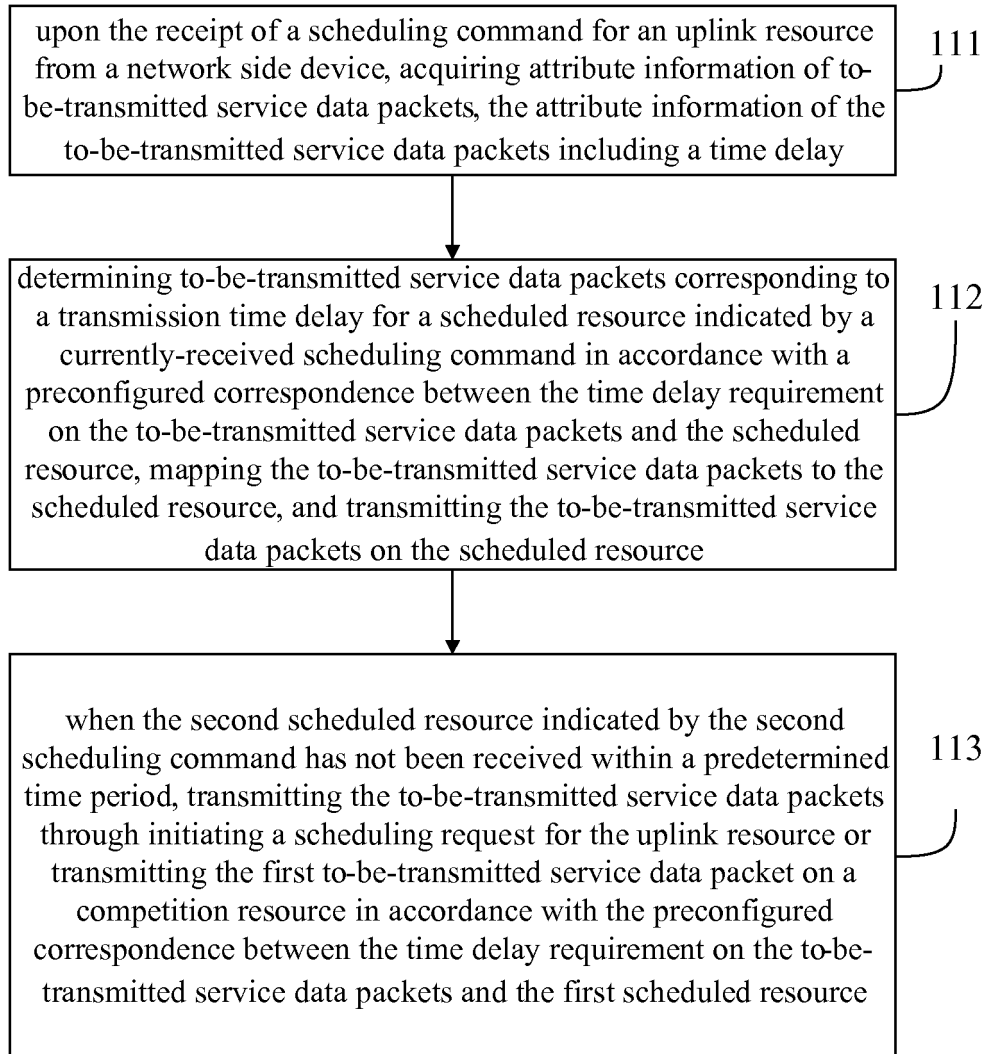 upon the receipt of a scheduling command for an uplink resource
from a network side device, acquiring attribute information of to-
be-transmitted service data packets, the attribute information of the
to-be-transmitted service data packets including a time delay
111
determining to-be-transmitted service data packets corresponding to
a transmission time delay for a scheduled resource indicated by a
currently-received scheduling command in accordance with a
preconfigured correspondence between the time delay requirement
on the to-be-transmitted service data packets and the scheduled
resource, mapping the to-be-transmitted service data packets to the
scheduled resource, and transmitting the to-be-transmitted service
data packets on the scheduled resource
112
when the second scheduled resource indicated by the second
scheduling command has not been received within a predetermined
time period, transmitting the to-be-transmitted service data packets
through initiating a scheduling request for the uplink resource or
transmitting the first to-be-transmitted service data packet on a
competition resource in accordance with the preconfigured
correspondence between the time delay requirement on the to-be-
transmitted service data packets and the first scheduled resource
113